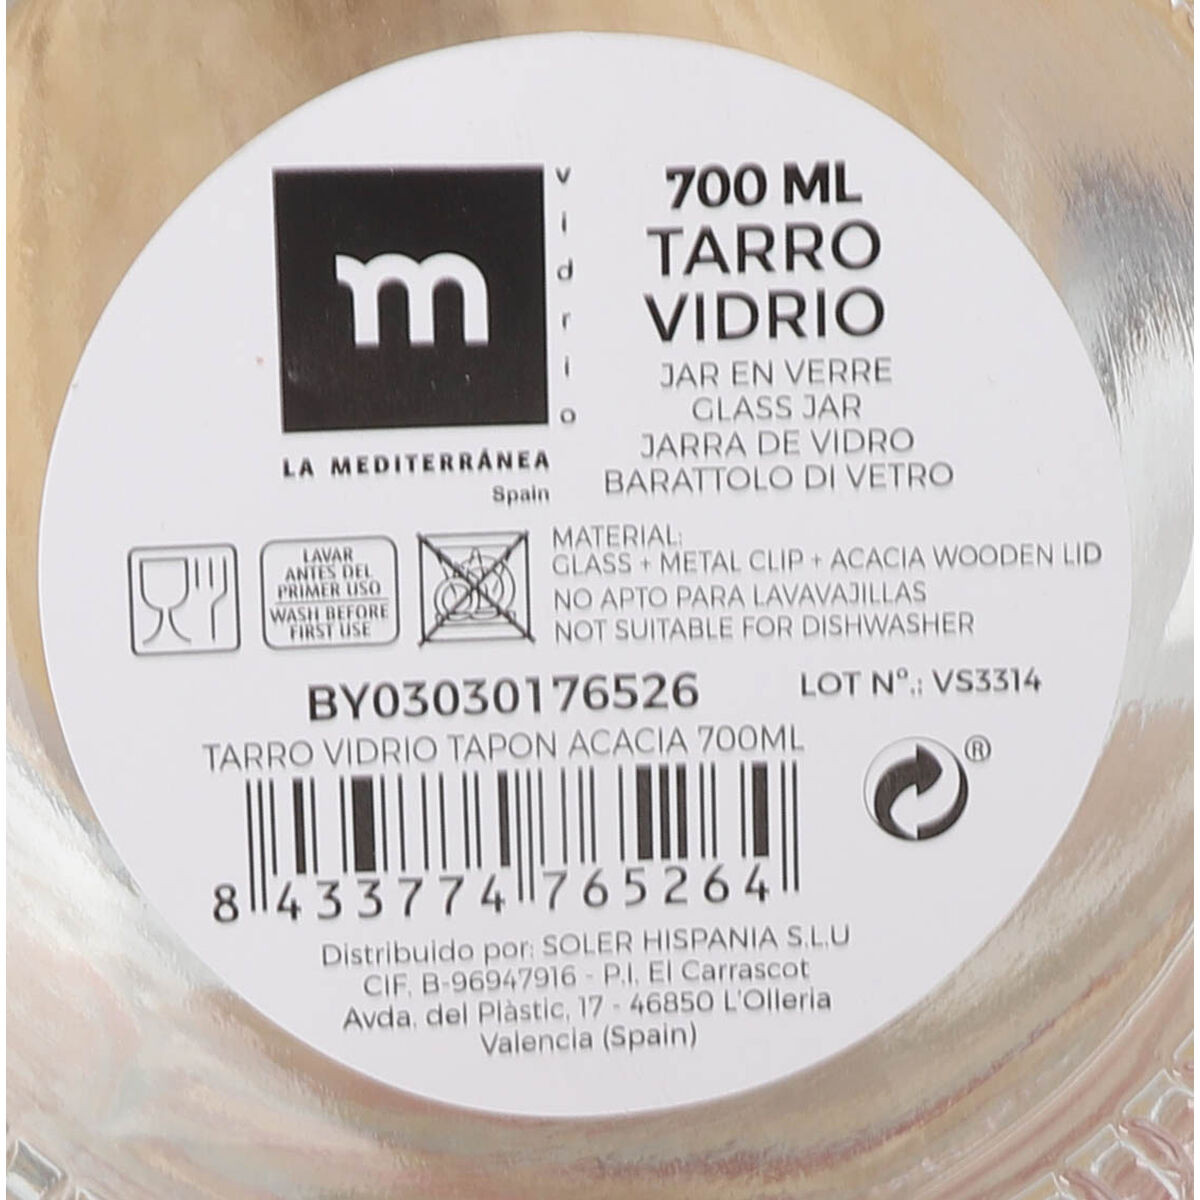 m
vidrio
LA MEDITERRÁNEA
Spain
700 ML
TARRO
VIDRIO
JAR EN VERRE
GLASS JAR
JARRA DE VIDRO
BARATTOLO DI VETRO
LAVAR
ANTES DEL
PRIMER USO
WASH BEFORE
FIRST USE
MATERIAL:
GLASS + METAL CLIP + ACACIA WOODEN LID
NO APTO PARA LAVAVAJILLAS
NOT SUITABLE FOR DISHWASHER
BY03030176526
LOT Nº.: VS3314
TARRO VIDRIO TAPON ACACIA 700ML
®
8 433774 765264
Distribuido por: SOLER HISPANIA S.L.U
CIF. B-96947916 - P.I. El Carrascot
Avda. del Plàstic, 17 - 46850 L'Olleria
Valencia (Spain)